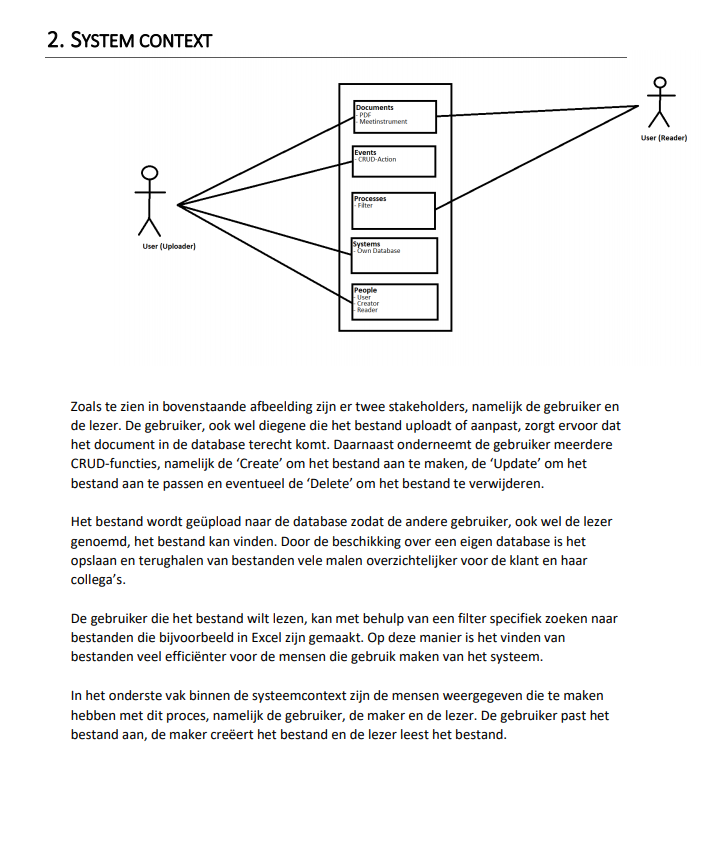 2. SYSTEM CONTEXT
Documents
- PDF
- Meetinstrument
User (Reader)
Events
- CRUD-Action
Processes
- Filter
User (Uploader)
Systems
- Own Database
People
- User
- Creator
- Reader
Zoals te zien in bovenstaande afbeelding zijn er twee stakeholders, namelijk de gebruiker en
de lezer. De gebruiker, ook wel diegene die het bestand uploadt of aanpast, zorgt ervoor dat
het document in de database terecht komt. Daarnaast onderneemt de gebruiker meerdere
CRUD-functies, namelijk de ‘Create’ om het bestand aan te maken, de ‘Update’ om het
bestand aan te passen en eventueel de ‘Delete’ om het bestand te verwijderen.
Het bestand wordt geüpload naar de database zodat de andere gebruiker, ook wel de lezer
genoemd, het bestand kan vinden. Door de beschikking over een eigen database is het
opslaan en terughalen van bestanden vele malen overzichtelijker voor de klant en haar
collega’s.
De gebruiker die het bestand wilt lezen, kan met behulp van een filter specifiek zoeken naar
bestanden die bijvoorbeeld in Excel zijn gemaakt. Op deze manier is het vinden van
bestanden veel efficiënter voor de mensen die gebruik maken van het systeem.
In het onderste vak binnen de systeemcontext zijn de mensen weergegeven die te maken
hebben met dit proces, namelijk de gebruiker, de maker en de lezer. De gebruiker past het
bestand aan, de maker creëert het bestand en de lezer leest het bestand.